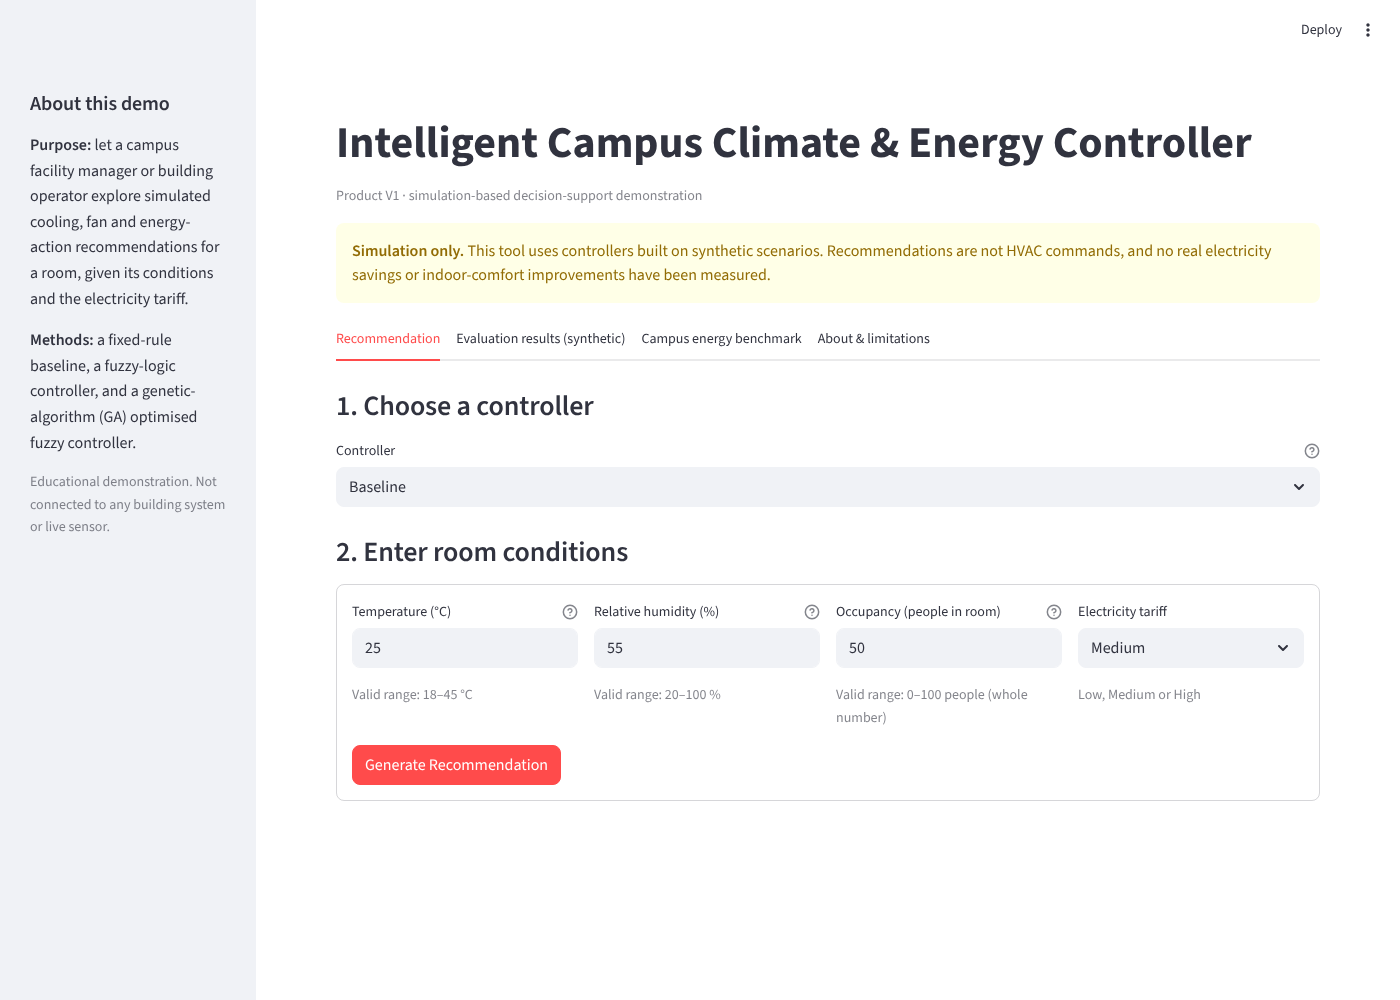 Deploy
About this demo
Purpose: let a campus
facility manager or building
operator explore simulated
cooling, fan and energy-
action recommendations for
a room, given its conditions
and the electricity tariff.
Methods: a fixed-rule
baseline, a fuzzy-logic
controller, and a genetic-
algorithm (GA) optimised
fuzzy controller.
Educational demonstration. Not
connected to any building system
or live sensor.
Intelligent Campus Climate & Energy Controller
Product V1 · simulation-based decision-support demonstration
Simulation only. This tool uses controllers built on synthetic scenarios. Recommendations are not HVAC commands, and no real electricity
savings or indoor-comfort improvements have been measured.
Recommendation Evaluation results (synthetic) Campus energy benchmark About & limitations
1. Choose a controller
Controller
Baseline
2. Enter room conditions
Temperature (°C) Relative humidity (%) Occupancy (people in room) Electricity tariff
25 55 50 Medium
Valid range: 18–45 °C Valid range: 20–100 % Valid range: 0–100 people (whole Low, Medium or High
number)
Generate Recommendation